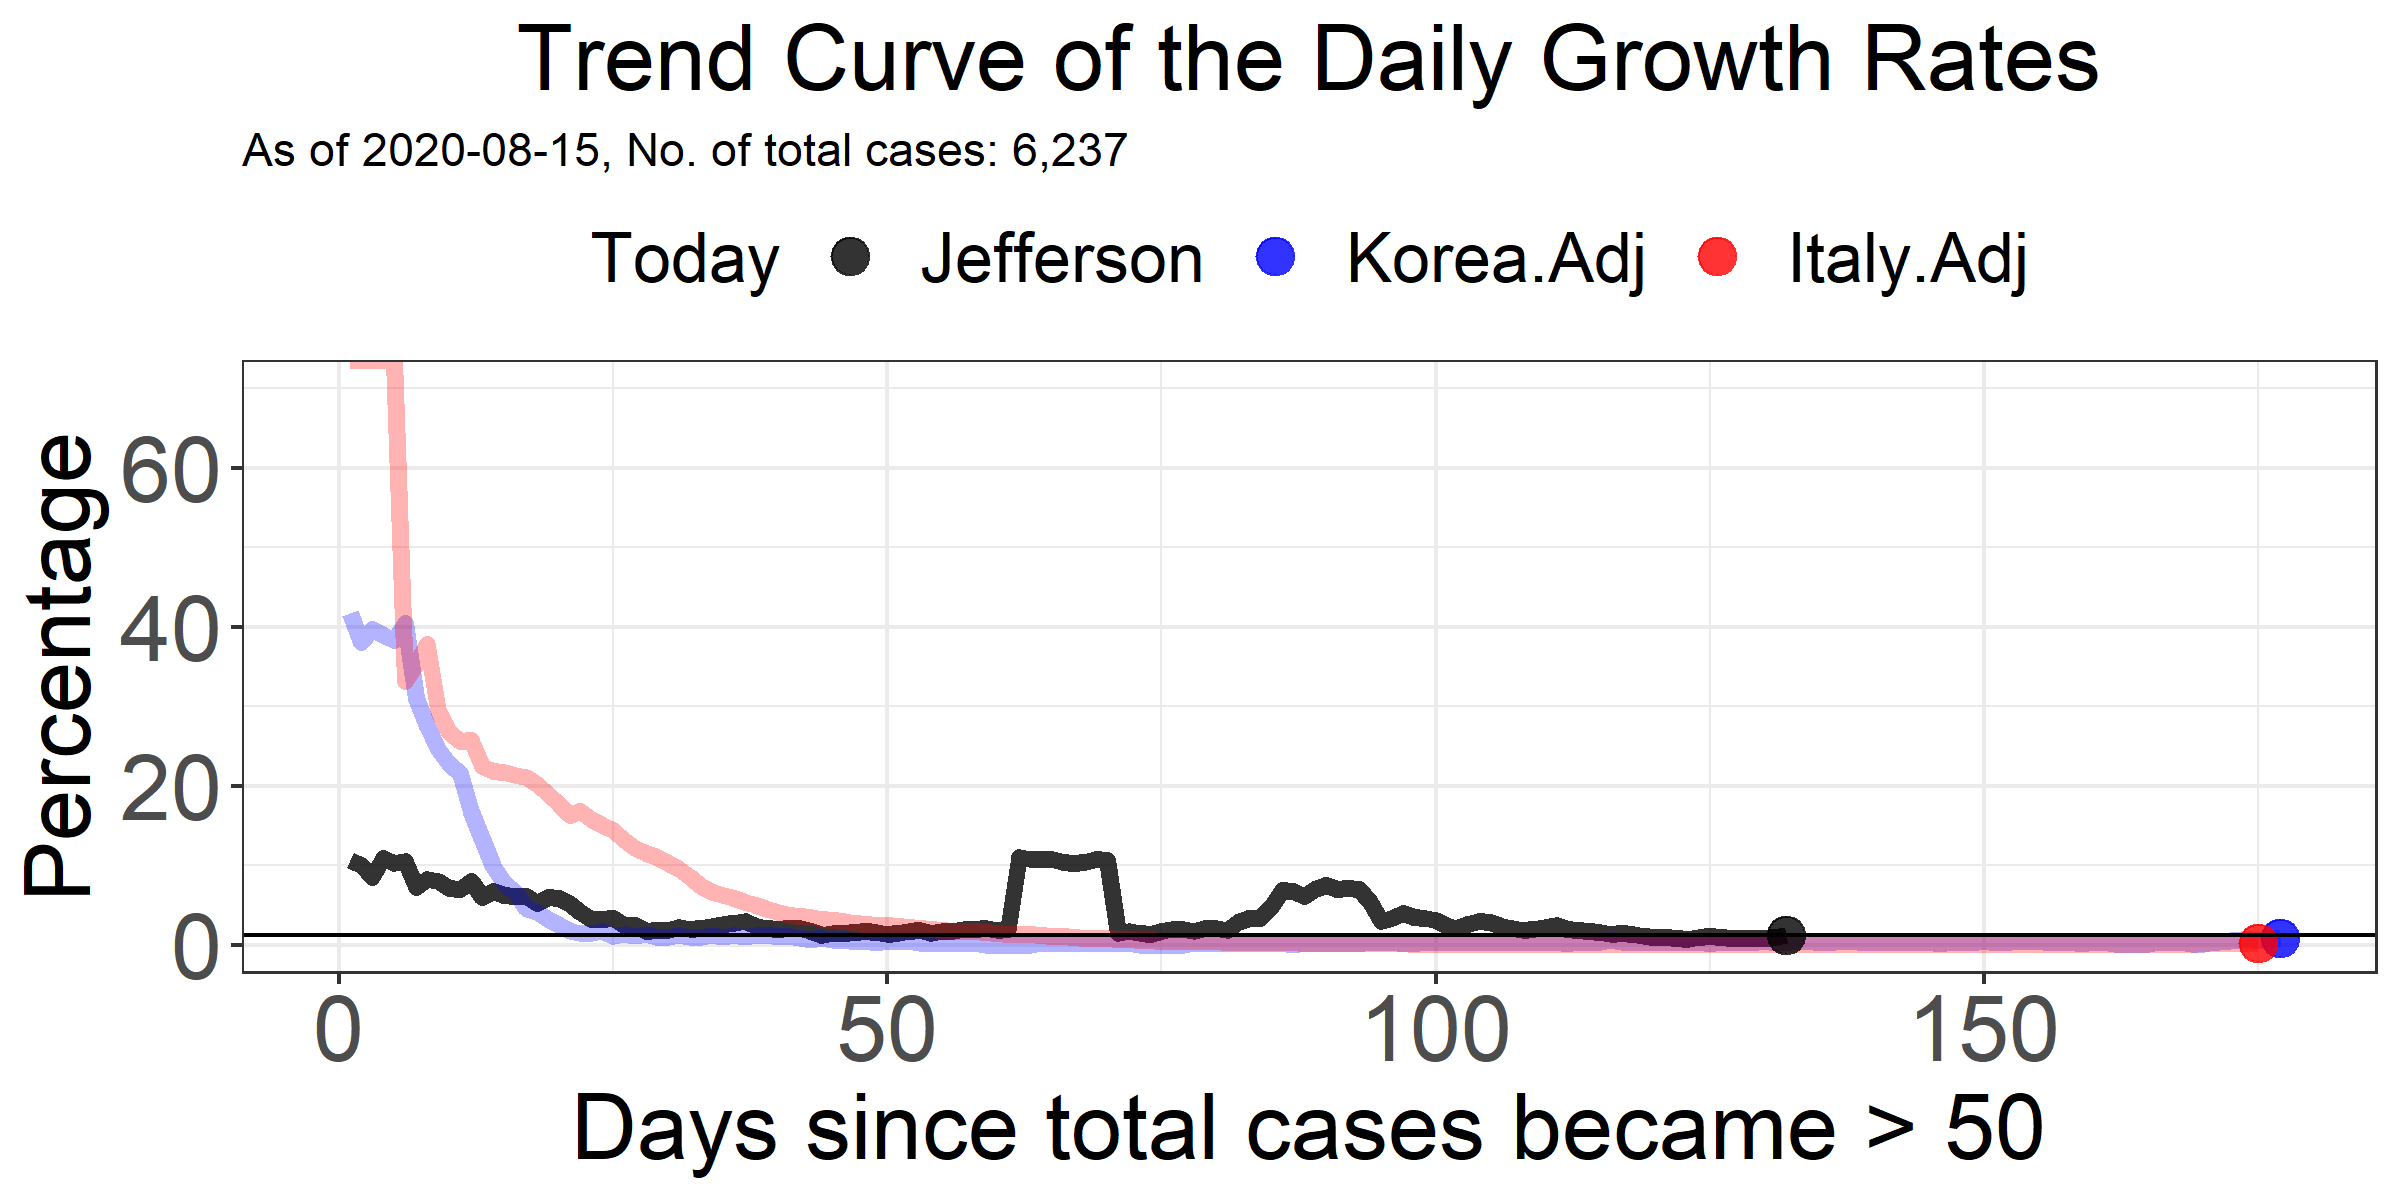 Trend Curve of the Daily Growth Rates
As of 2020-08-15, No. of total cases: 6,237
Today Jefferson Korea.Adj Italy.Adj
Percentage
60
40
20
0
0 50 100 150
Days since total cases became > 50